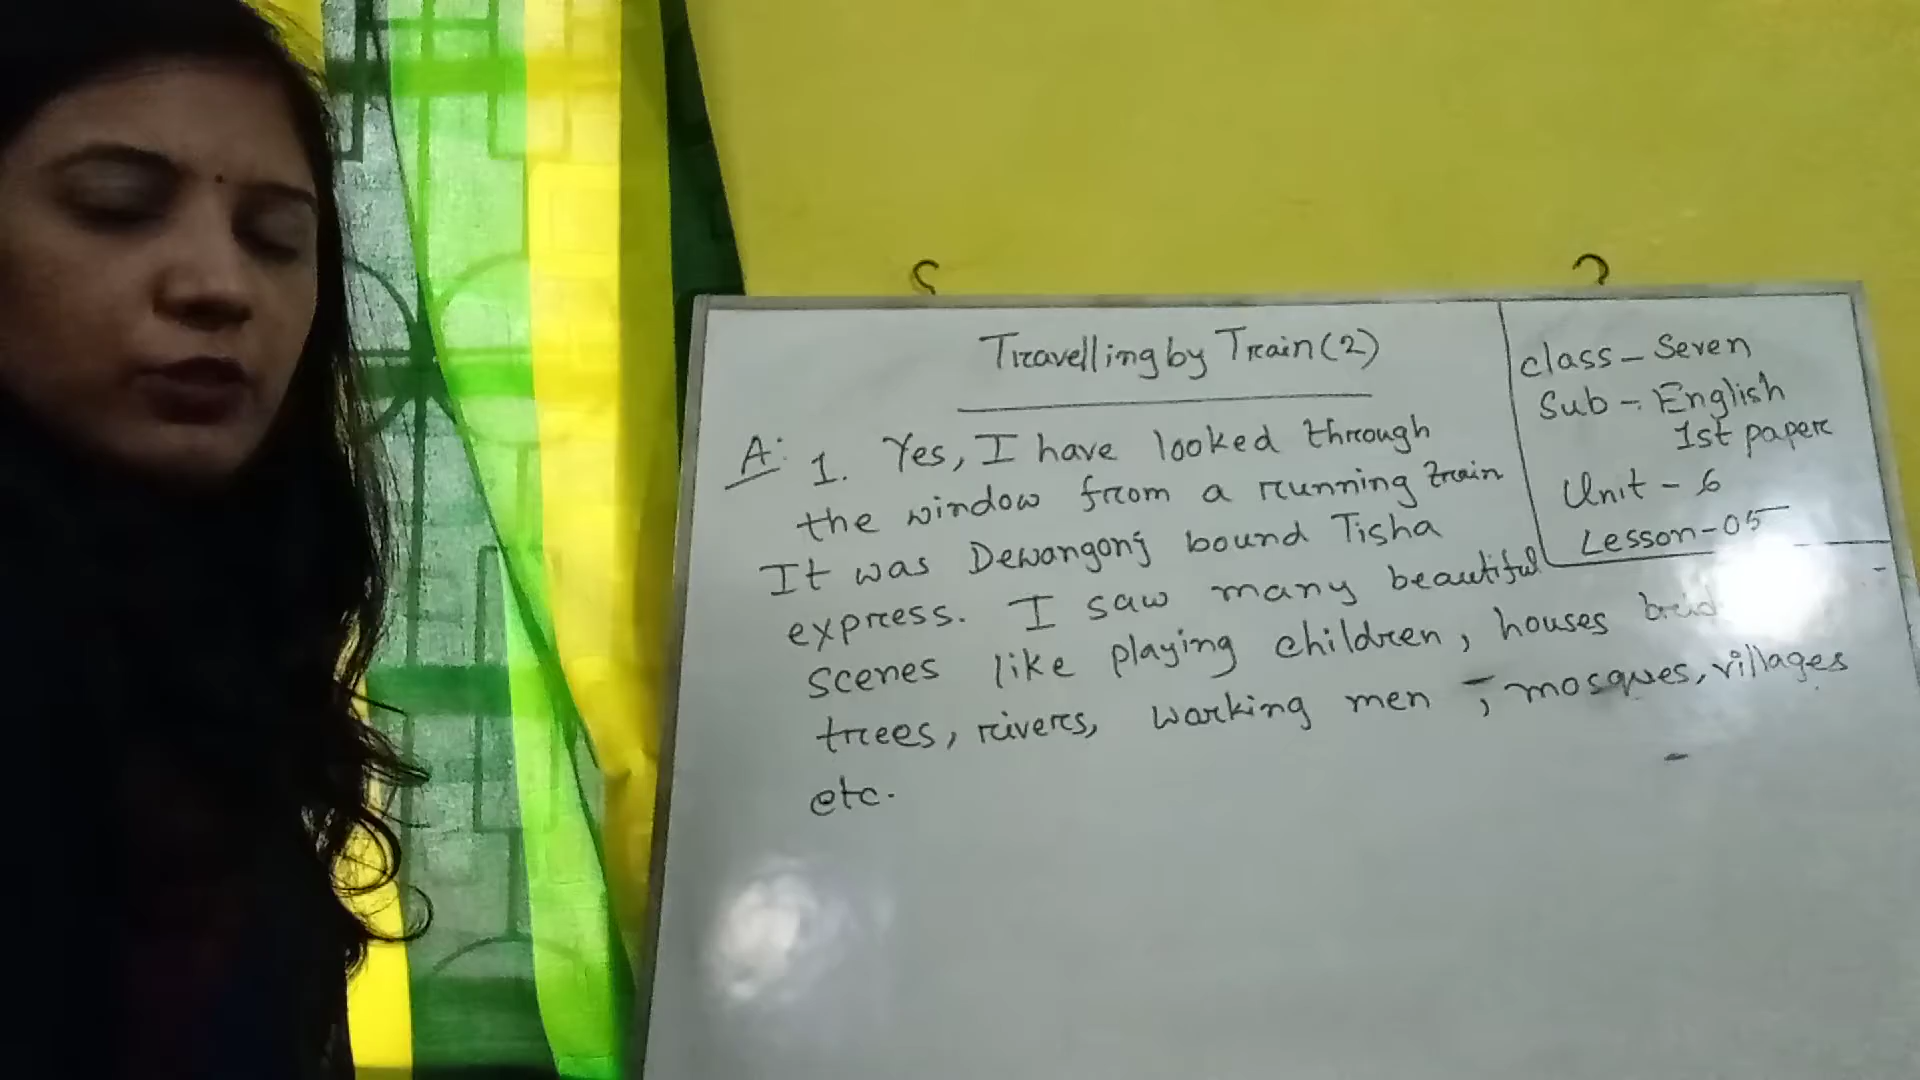 Travelling by Train (2)
class - Seven
Sub - English
1st paper
Unit - 6
Lesson - 05
A: 1. Yes, I have looked through
the window from a running train
It was Dewangonj bound Tisha
express. I saw many beautiful
scenes like playing children, houses
trees, rivers, working men, mosques, villages
etc.